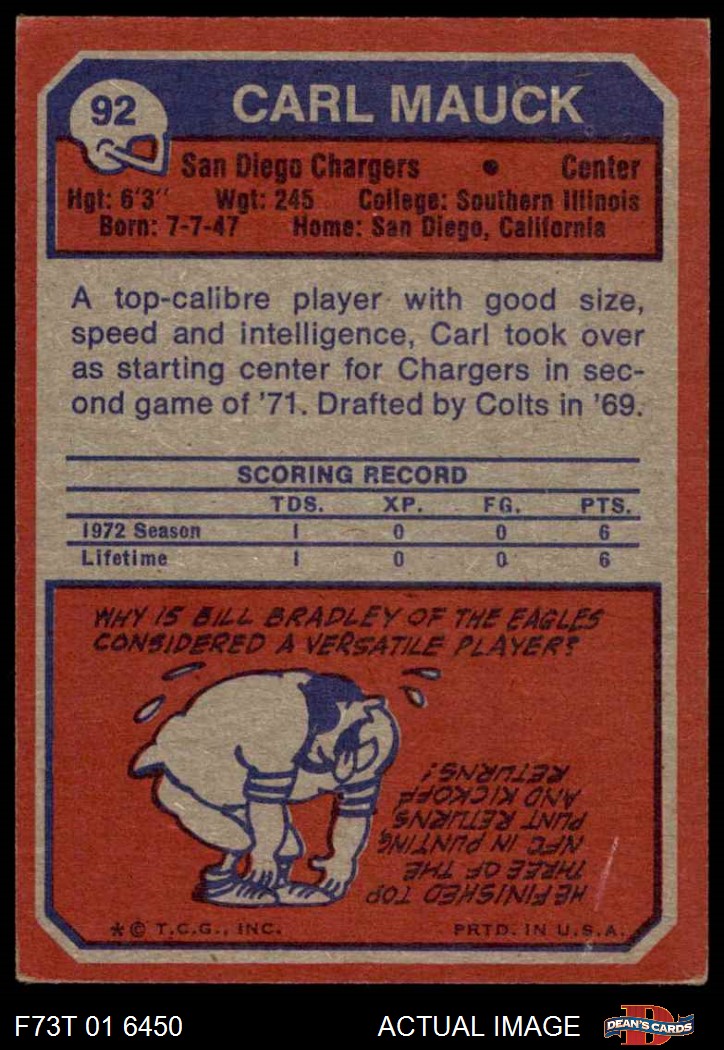 92
CARL MAUCK
San Diego Chargers • Center
Hgt: 6'3" Wgt: 245 College: Southern Illinois
Born: 7-7-47 Home: San Diego, California
A top-calibre player with good size,
speed and intelligence, Carl took over
as starting center for Chargers in sec-
ond game of '71. Drafted by Colts in '69.
SCORING RECORD
TDS. XP. FG. PTS.
1972 Season 1 0 0 6
Lifetime 1 0 0 6
WHY IS BILL BRADLEY OF THE EAGLES
CONSIDERED A VERSATILE PLAYER?
HE FINISHED TOP
THREE OF THE
NFC IN PUNTING,
PUNT RETURNS
AND KICKOFF
RETURNS!
*© T.C.G., INC. PRTD. IN U.S.A.
F73T 01 6450 ACTUAL IMAGE
D
DEAN'S CARDS